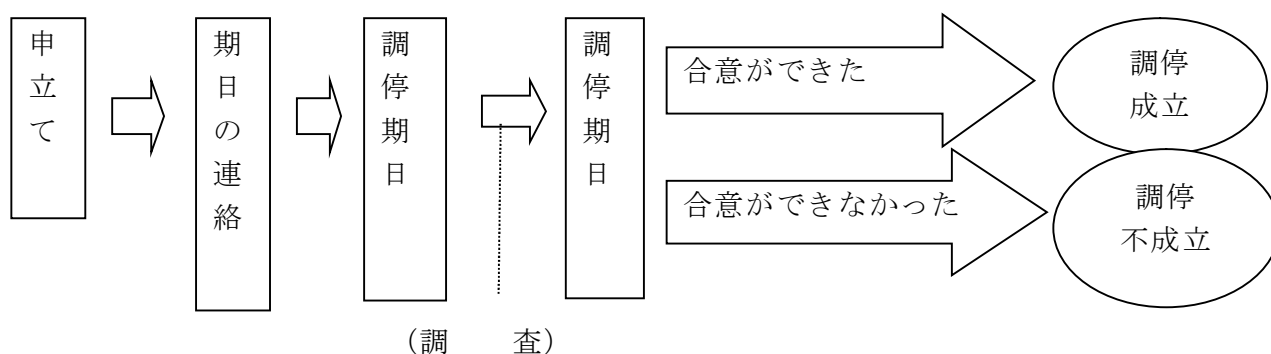 申立て
期日の連絡
調停期日
調停期日
合意ができた
調停
成立
合意ができなかった
調停
不成立
（調　　査）